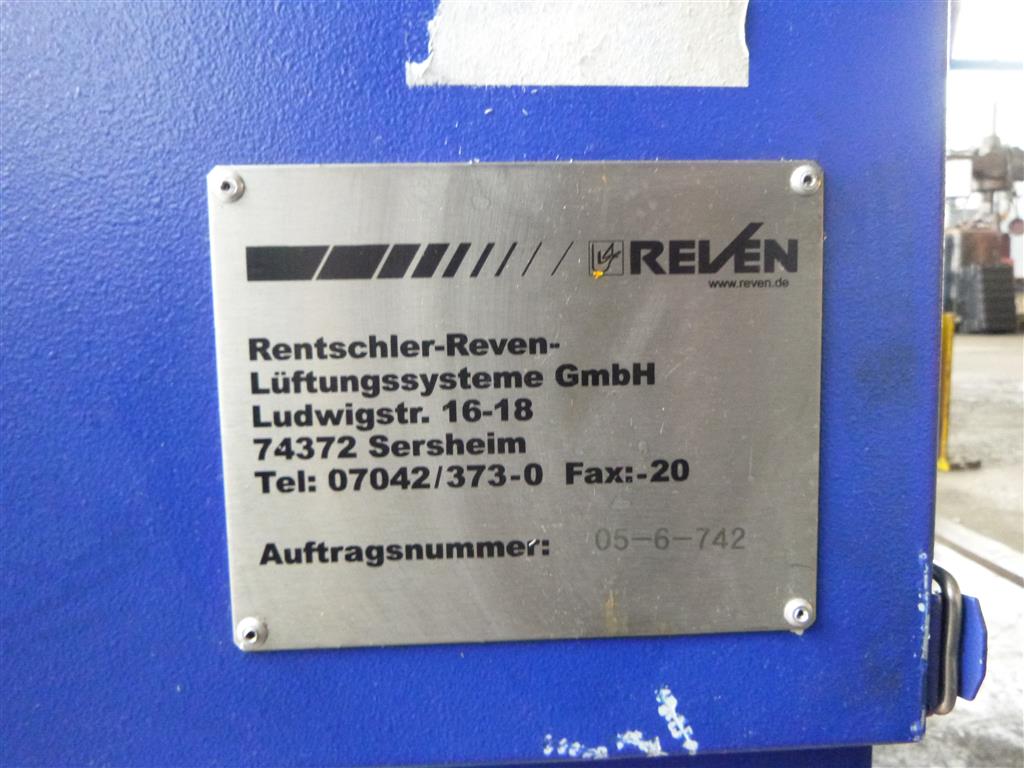 REVEN
www.reven.de
Rentschler-Reven-
Lüftungssysteme GmbH
Ludwigstr. 16-18
74372 Sersheim
Tel: 07042/373-0 Fax:-20
Auftragsnummer: 05-6-742